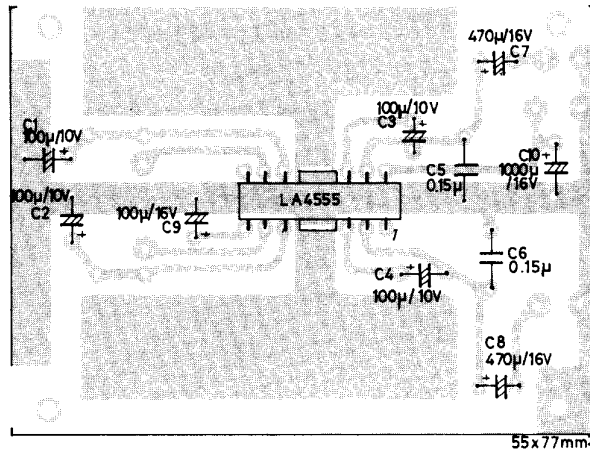 470µ/16V
C7
100µ/10V
C3
C1
100µ/10V
C5
0.15µ
C10
1000µ
/16V
100µ/10V
C2
100µ/16V
C9
LA4555
1
C4
100µ/10V
C6
0.15µ
C8
470µ/16V
55x77mm